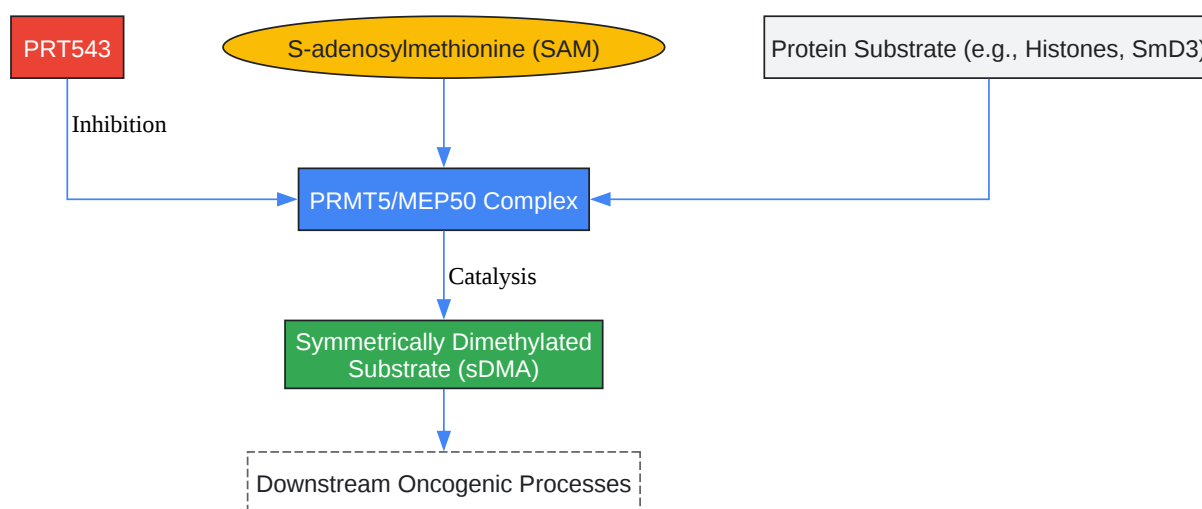 PRT543
S-adenosylmethionine (SAM)
Protein Substrate (e.g., Histones, SmD3)
Inhibition
PRMT5/MEP50 Complex
Catalysis
Symmetrically Dimethylated
Substrate (sDMA)
Downstream Oncogenic Processes